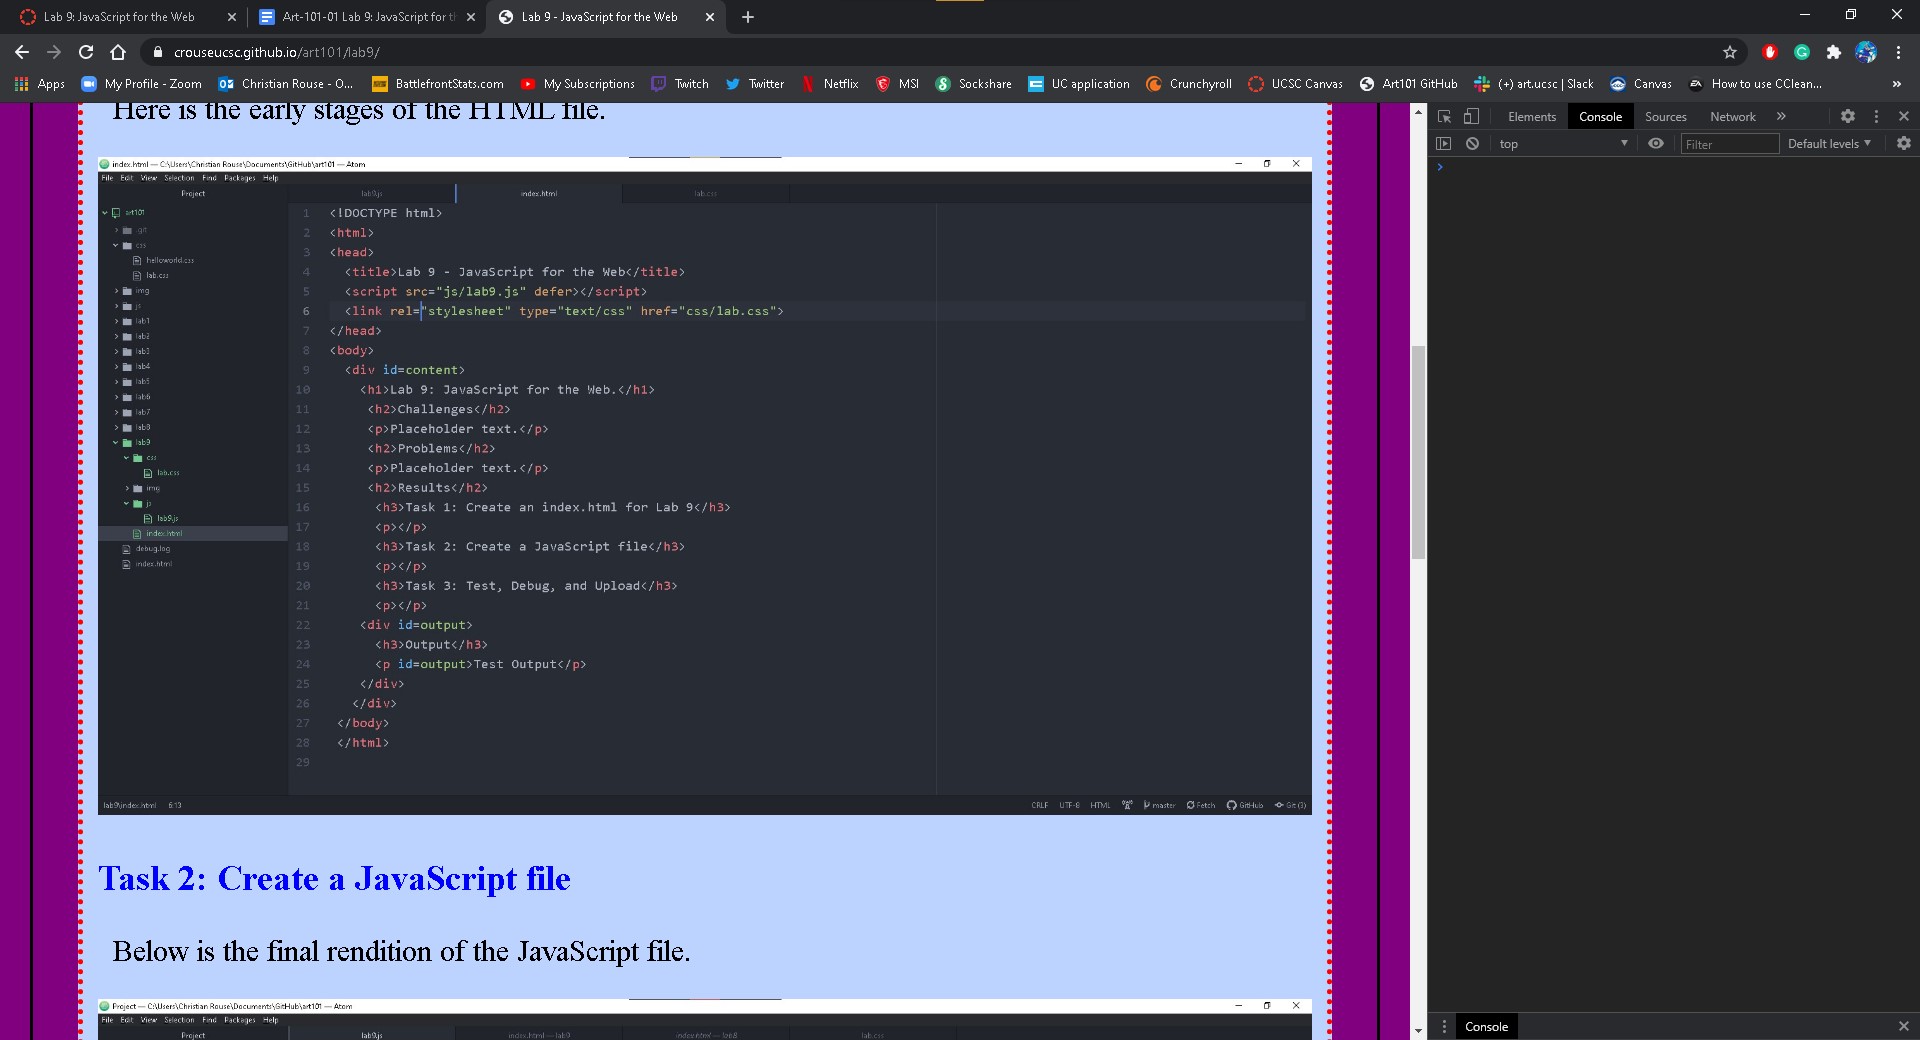 Lab 9: JavaScript for the Web
Art-101-01 Lab 9: JavaScript for th
Lab 9 - JavaScript for the Web
crouseucsc.github.io/art101/lab9/
Apps
My Profile - Zoom
Christian Rouse - O...
BattlefrontStats.com
My Subscriptions
Twitch
Twitter
Netflix
MSI
Sockshare
UC application
Crunchyroll
UCSC Canvas
Art101 GitHub
(+) art.ucsc | Slack
Canvas
How to use CClean...
»
Here is the early stages of the HTML file.
index.html — C:\Users\Christian Rouse\Documents\GitHub\art101 — Atom
File Edit View Selection Find Packages Help
Project
lab9.js
index.html
lab.css
art101
.git
css
helloworld.css
lab.css
img
js
lab1
lab2
lab3
lab4
lab5
lab6
lab7
lab8
lab9
css
lab.css
img
js
lab9.js
index.html
debug.log
index.html
1 <!DOCTYPE html>
2 <html>
3 <head>
4 <title>Lab 9 - JavaScript for the Web</title>
5 <script src="js/lab9.js" defer></script>
6 <link rel="stylesheet" type="text/css" href="css/lab.css">
7 </head>
8 <body>
9 <div id=content>
10 <h1>Lab 9: JavaScript for the Web.</h1>
11 <h2>Challenges</h2>
12 <p>Placeholder text.</p>
13 <h2>Problems</h2>
14 <p>Placeholder text.</p>
15 <h2>Results</h2>
16 <h3>Task 1: Create an index.html for Lab 9</h3>
17 <p></p>
18 <h3>Task 2: Create a JavaScript file</h3>
19 <p></p>
20 <h3>Task 3: Test, Debug, and Upload</h3>
21 <p></p>
22 <div id=output>
23 <h3>Output</h3>
24 <p id=output>Test Output</p>
25 </div>
26 </div>
27 </body>
28 </html>
29
lab9\index.html 6:13
CRLF UTF-8 HTML master Fetch GitHub Git (3)
Task 2: Create a JavaScript file
Below is the final rendition of the JavaScript file.
Project — C:\Users\Christian Rouse\Documents\GitHub\art101 — Atom
File Edit View Selection Find Packages Help
Project
lab9.js
index.html — lab9
index.html — lab8
lab.css
Elements
Console
Sources
Network
»
top
Filter
Default levels
Console